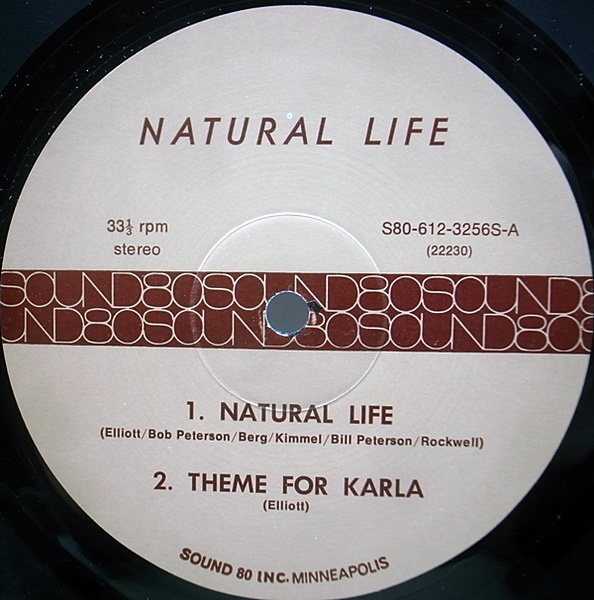 NATURAL LIFE
33⅓ rpm
stereo
S80-612-3256S-A
(22230)
SOUND80SOUND80SOUND8
UND80SOUND80SOUND80S
1. NATURAL LIFE
(Elliott/Bob Peterson/Berg/Kimmel/Bill Peterson/Rockwell)
2. THEME FOR KARLA
(Elliott)
SOUND 80 INC. MINNEAPOLIS